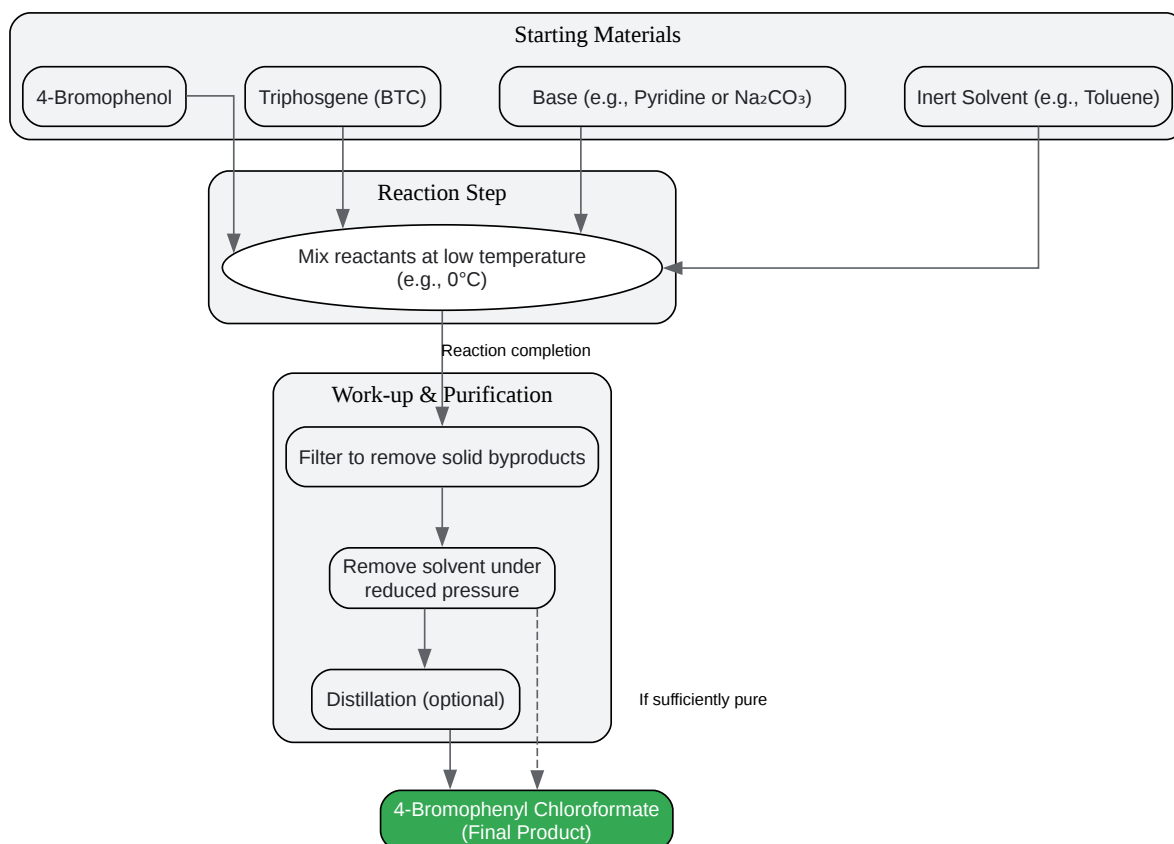 Starting Materials
4-Bromophenol
Triphosgene (BTC)
Base (e.g., Pyridine or Na₂CO₃)
Inert Solvent (e.g., Toluene)
Reaction Step
Mix reactants at low temperature
(e.g., 0°C)
Reaction completion
Work-up & Purification
Filter to remove solid byproducts
Remove solvent under
reduced pressure
Distillation (optional)
If sufficiently pure
4-Bromophenyl Chloroformate
(Final Product)